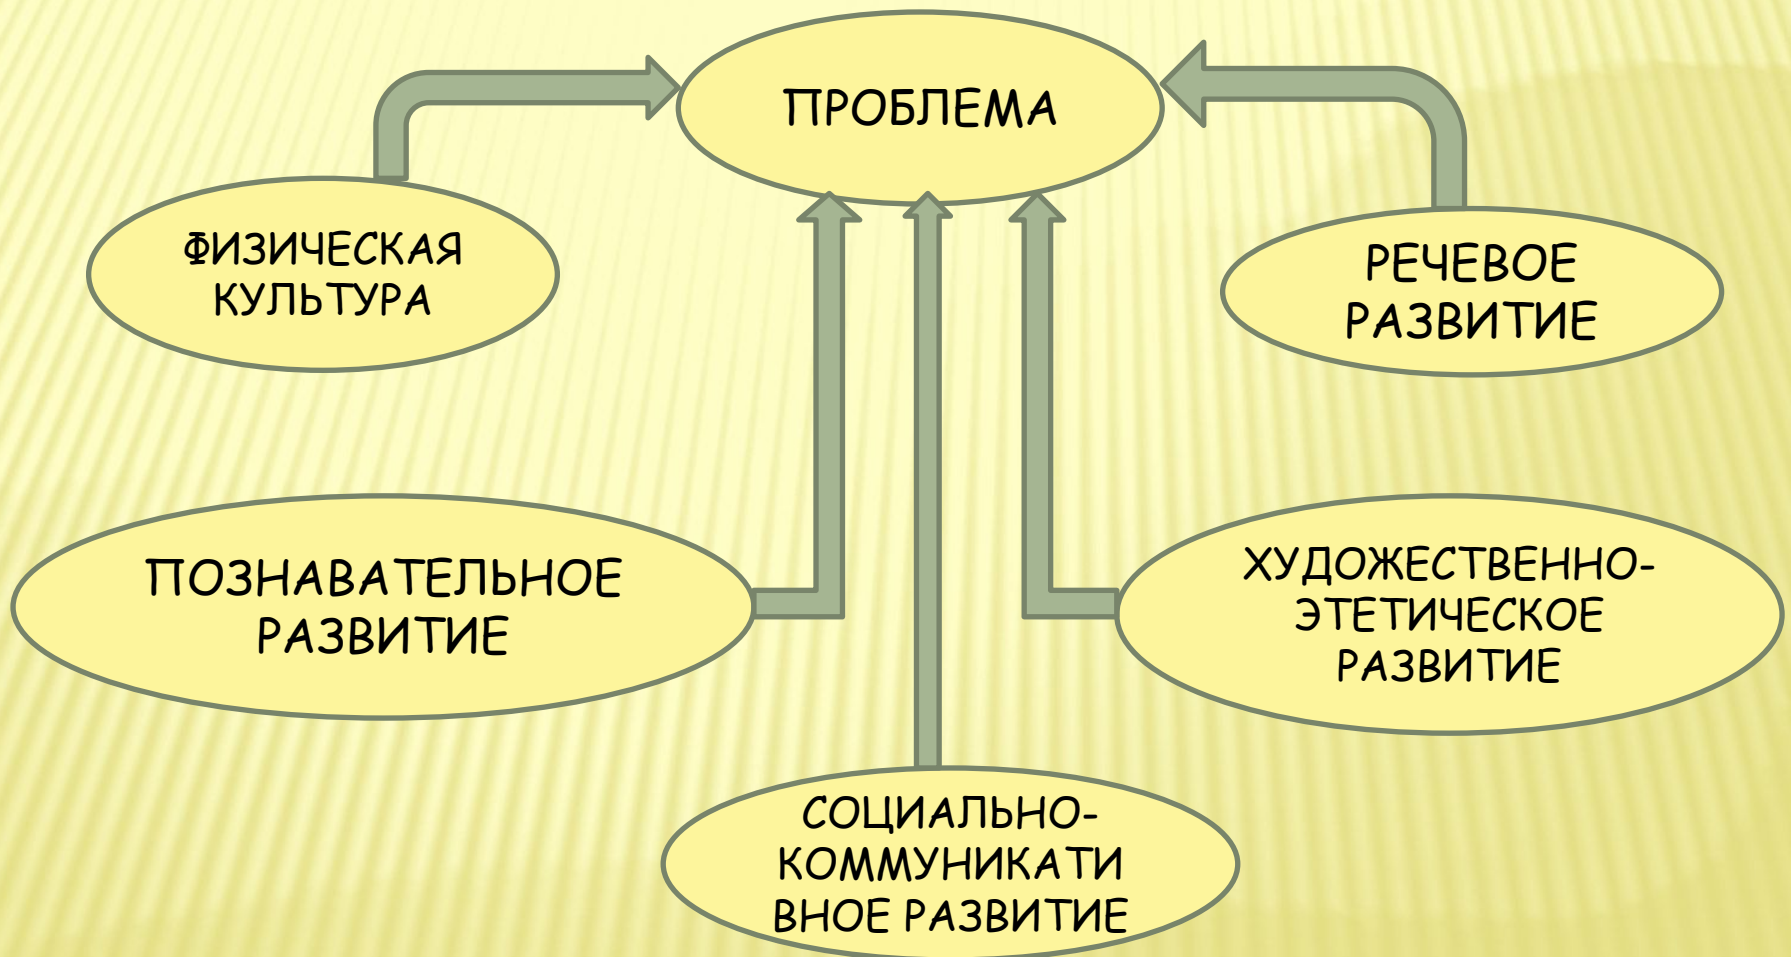 ПРОБЛЕМА
ФИЗИЧЕСКАЯ
КУЛЬТУРА
РЕЧЕВОЕ
РАЗВИТИЕ
ПОЗНАВАТЕЛЬНОЕ
РАЗВИТИЕ
ХУДОЖЕСТВЕННО-
ЭТЕТИЧЕСКОЕ
РАЗВИТИЕ
СОЦИАЛЬНО-
КОММУНИКАТИ
ВНОЕ РАЗВИТИЕ